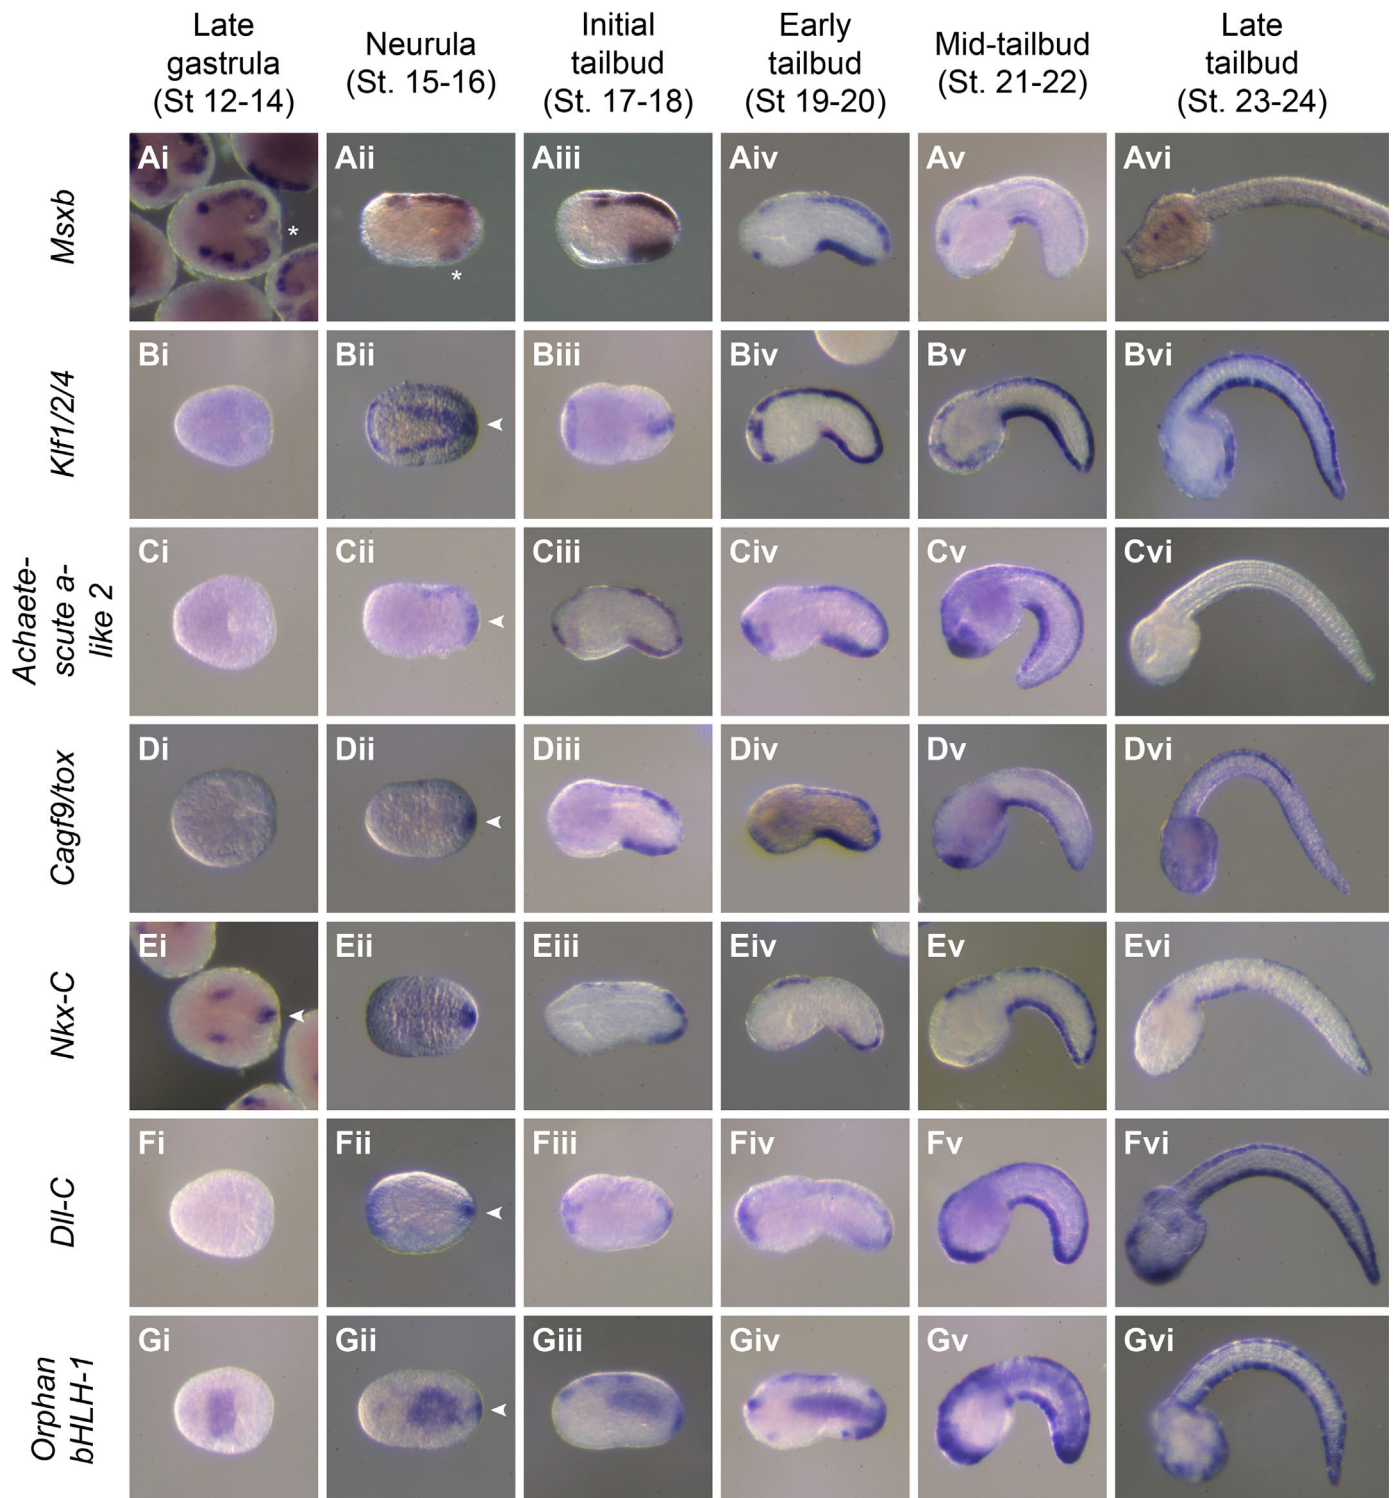 Late
gastrula
(St 12-14)
Neurula
(St. 15-16)
Initial
tailbud
(St. 17-18)
Early
tailbud
(St 19-20)
Mid-tailbud
(St. 21-22)
Late
tailbud
(St. 23-24)
Msxb
Ai
*
Aii
*
Aiii
Aiv
Av
Avi
Klf1/2/4
Bi
Bii
Biii
Biv
Bv
Bvi
Achaete-
scute a-
like 2
Ci
Cii
Ciii
Civ
Cv
Cvi
Cagf9/tox
Di
Dii
Diii
Div
Dv
Dvi
Nkx-C
Ei
Eii
Eiii
Eiv
Ev
Evi
Dll-C
Fi
Fii
Fiii
Fiv
Fv
Fvi
Orphan
bHLH-1
Gi
Gii
Giii
Giv
Gv
Gvi